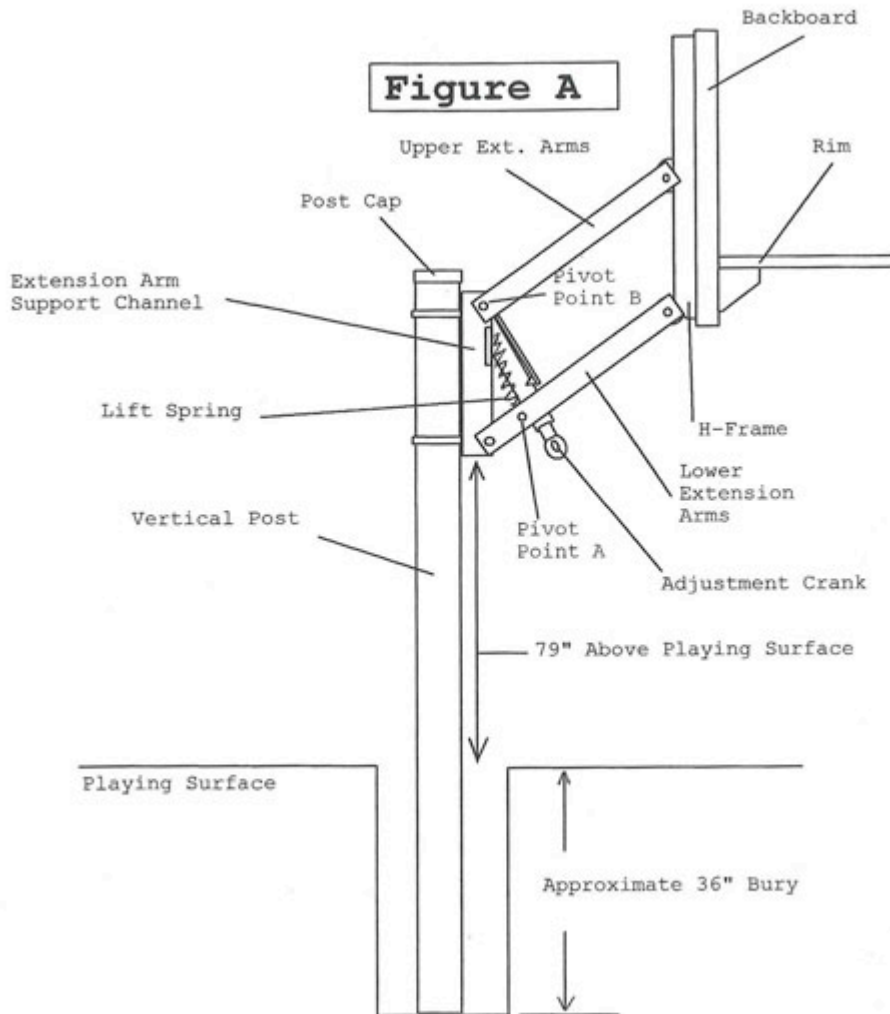 Backboard
Figure A
Upper Ext. Arms
Rim
Post Cap
Extension Arm
Support Channel
Pivot
Point B
Lift Spring
H-Frame
Lower
Extension
Arms
Vertical Post
Pivot
Point A
Adjustment Crank
79" Above Playing Surface
Playing Surface
Approximate 36" Bury